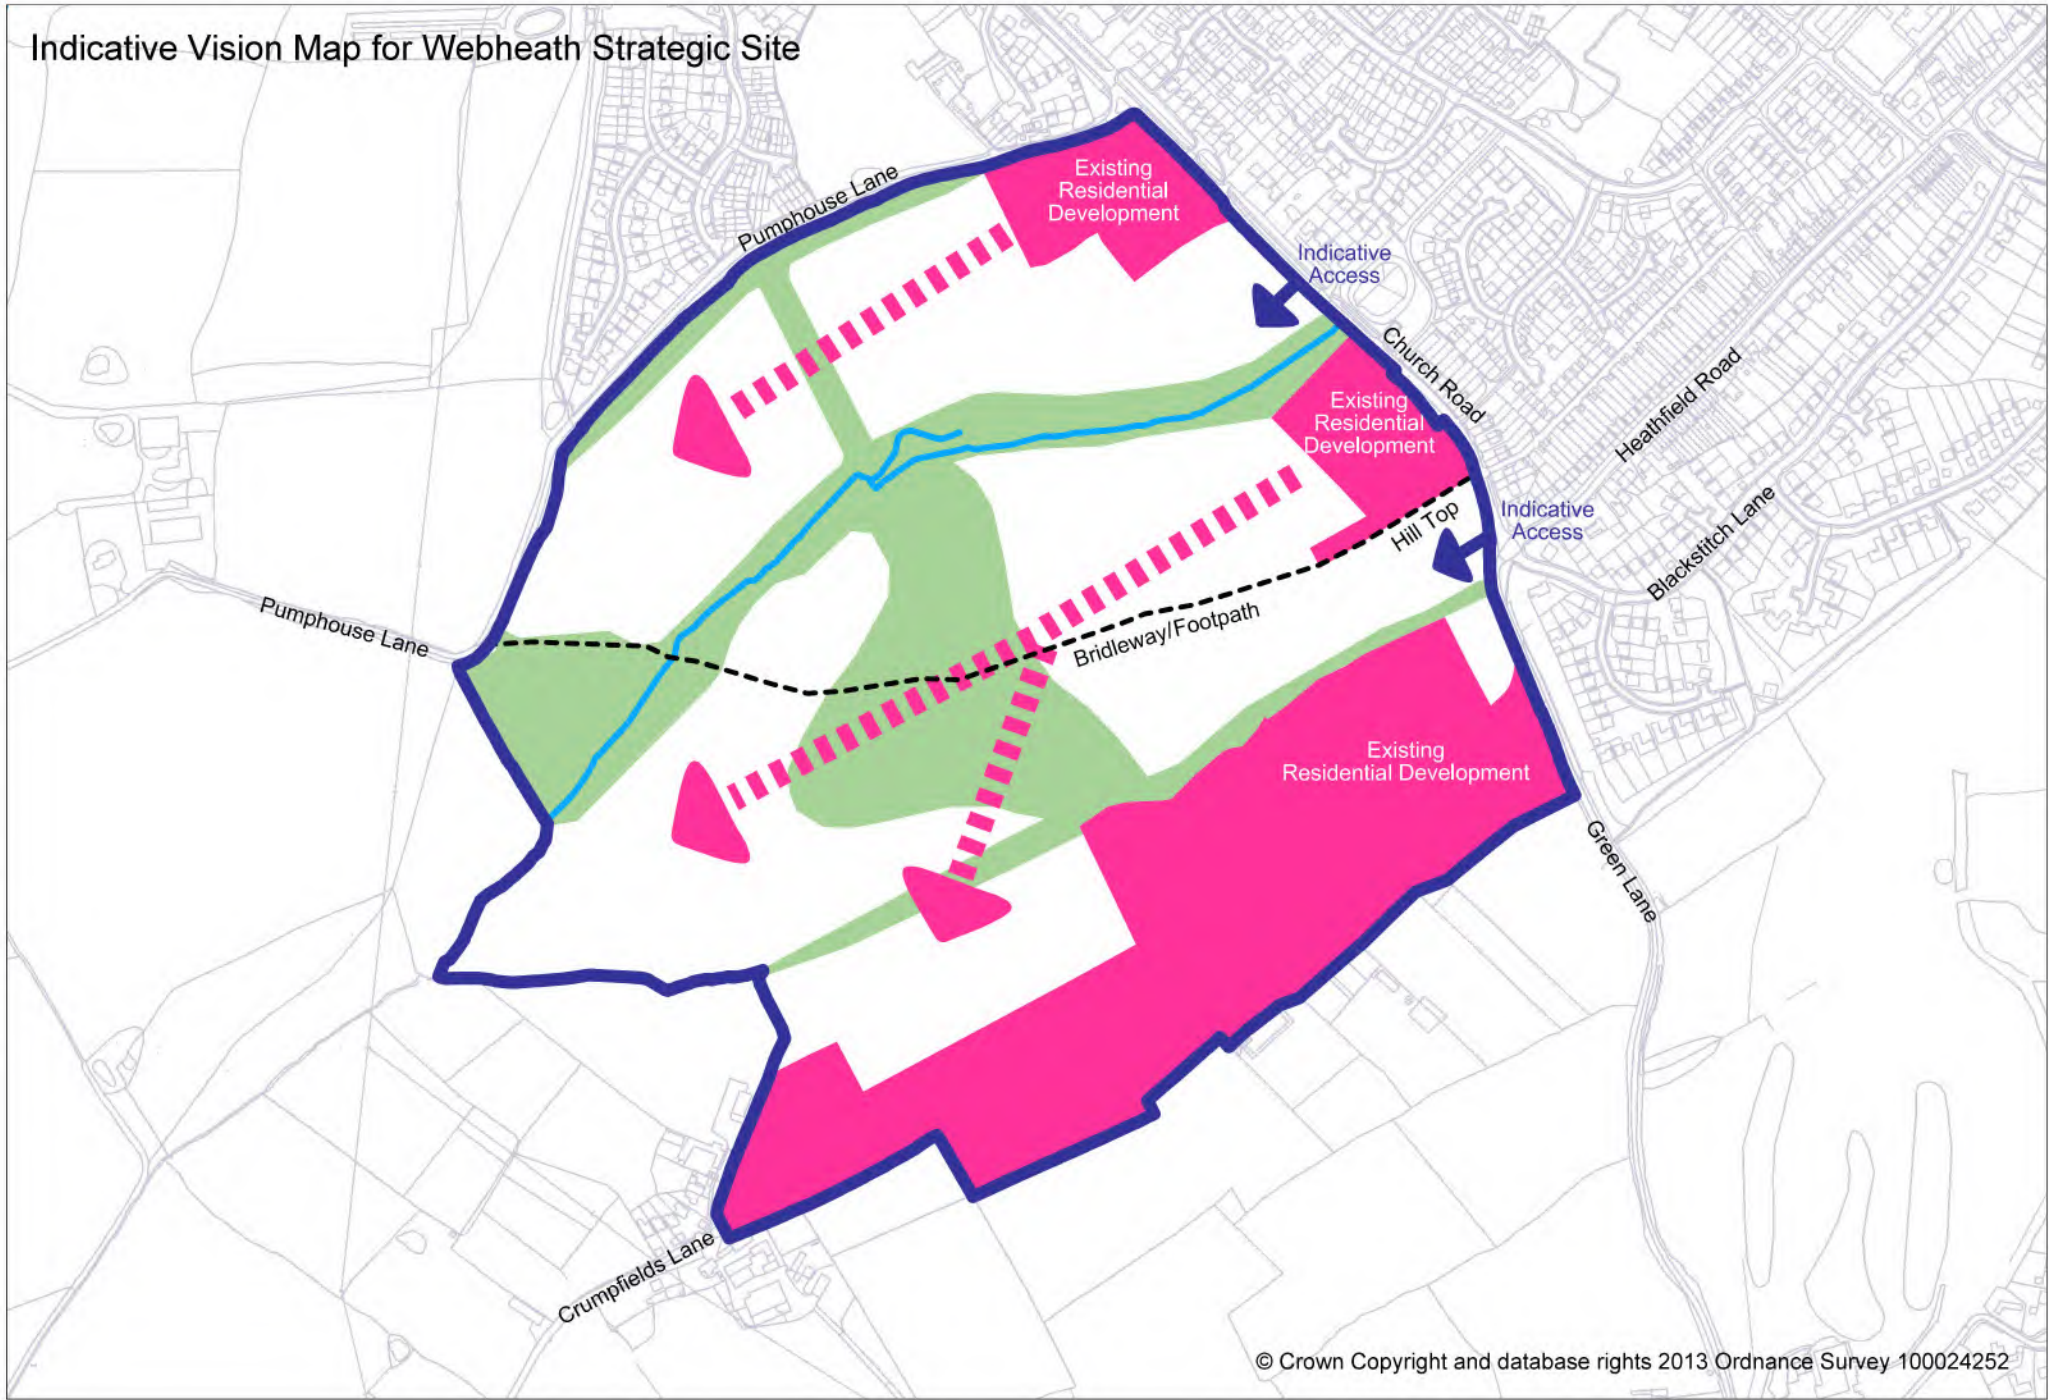 Indicative Vision Map for Webheath Strategic Site
Existing
Residential
Development
Pumphouse Lane
Indicative
Access
Church Road
Heathfield Road
Existing
Residential
Development
Hill Top
Indicative
Access
Blackstitch Lane
Pumphouse Lane
Bridleway/Footpath
Existing
Residential Development
Green Lane
Crumpfields Lane
© Crown Copyright and database rights 2013 Ordnance Survey 100024252